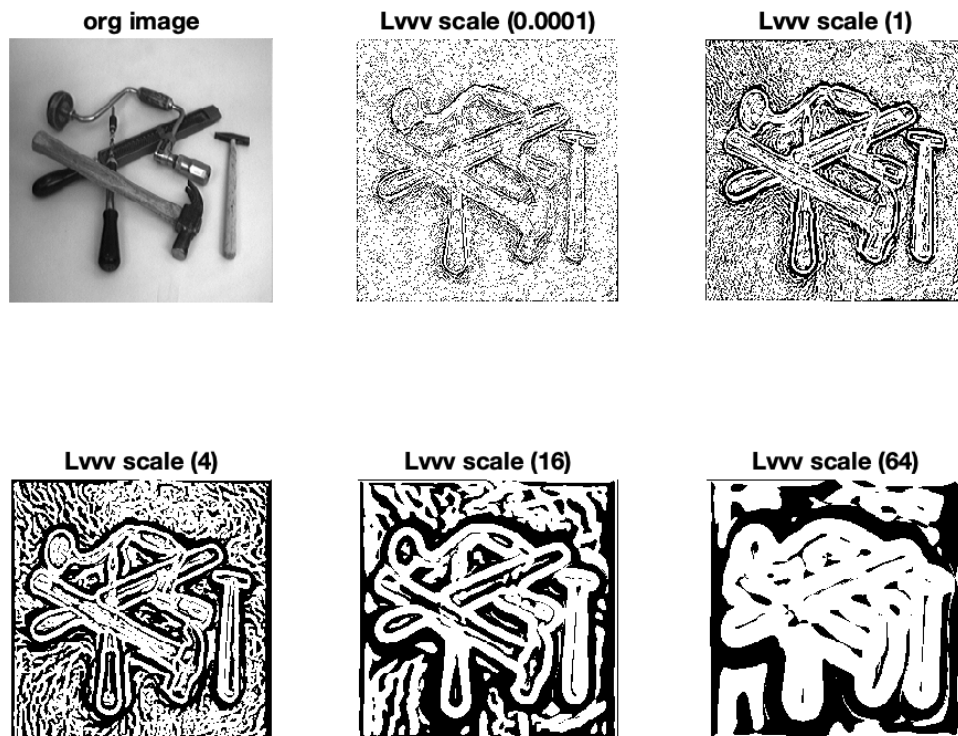 org image
Lvvv scale (0.0001)
Lvvv scale (1)
Lvvv scale (4)
Lvvv scale (16)
Lvvv scale (64)